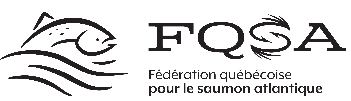 FQSA
Fédération québécoise
pour le saumon atlantique